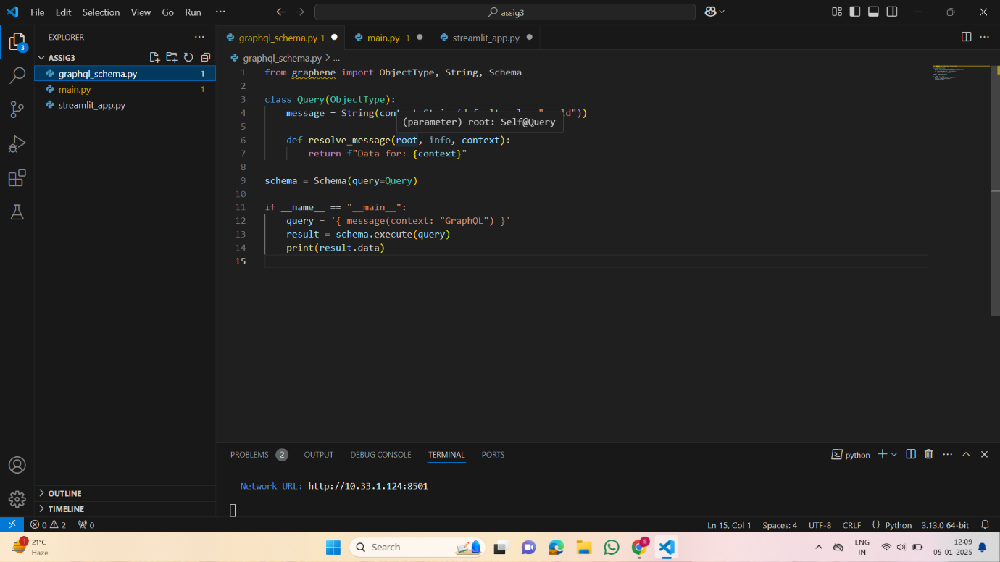 File Edit Selection View Go Run ··· assig3
EXPLORER ···
ASSIG3
graphql_schema.py 1
main.py 1
streamlit_app.py
OUTLINE
TIMELINE
3
graphql_schema.py 1 main.py 1 streamlit_app.py ···
graphql_schema.py > ...
1 from graphene import ObjectType, String, Schema
2
3 class Query(ObjectType):
4 message = String(
(parameter) root: Self@Query
5
6 def resolve_message(root, info, context):
7 return f"Data for: {context}"
8
9 schema = Schema(query=Query)
10
11 if __name__ == "__main__":
12 query = '{ message(context: "GraphQL") }'
13 result = schema.execute(query)
14 print(result.data)
15
PROBLEMS 2 OUTPUT DEBUG CONSOLE TERMINAL PORTS python ···
Network URL: http://10.33.1.124:8501
0 2 0 Ln 15, Col 1 Spaces: 4 UTF-8 CRLF {} Python 3.13.0 64-bit
1 21°C
Haze
Search
5
ENG
IN
12:09
05-01-2025